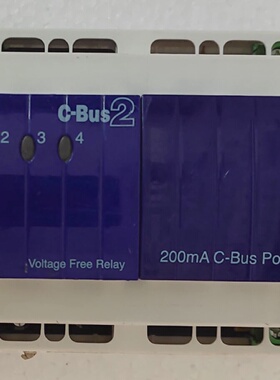 C-Bus2
2 3 4
Voltage Free Relay
200mA C-Bus Po